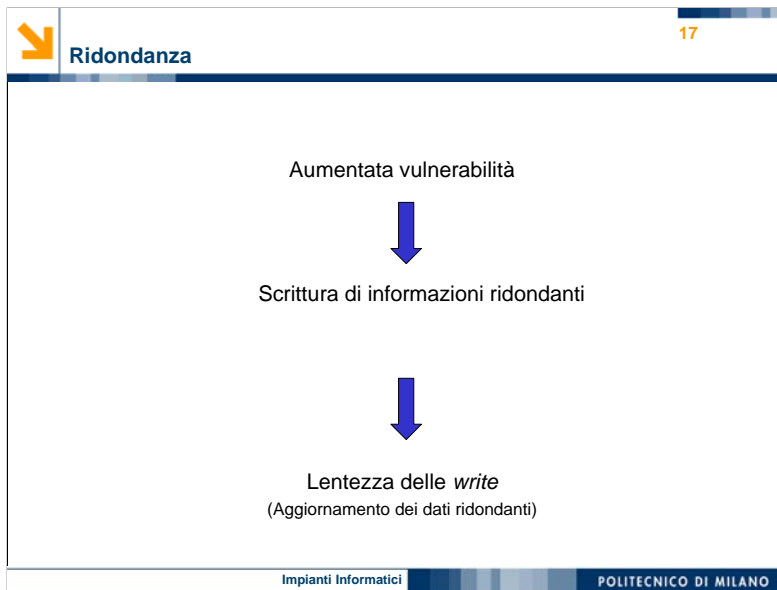 17
Ridondanza
Aumentata vulnerabilità
Scrittura di informazioni ridondanti
Lentezza delle write
(Aggiornamento dei dati ridondanti)
Impianti Informatici
POLITECNICO DI MILANO